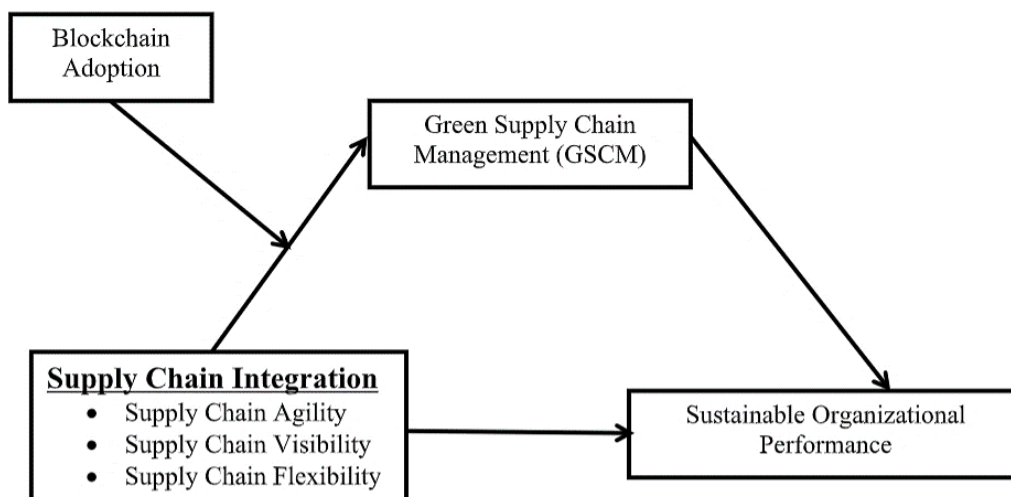 Blockchain
Adoption
Green Supply Chain
Management (GSCM)
Supply Chain Integration
• Supply Chain Agility
• Supply Chain Visibility
• Supply Chain Flexibility
Sustainable Organizational
Performance